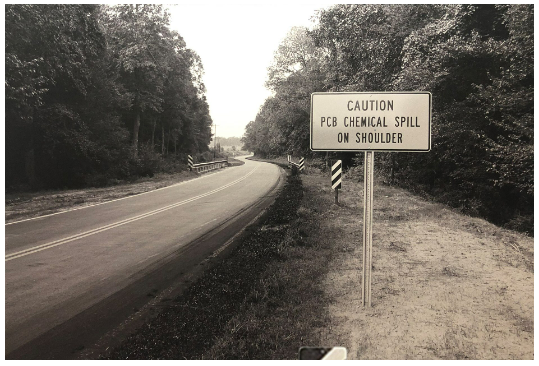 CAUTION
PCB CHEMICAL SPILL
ON SHOULDER